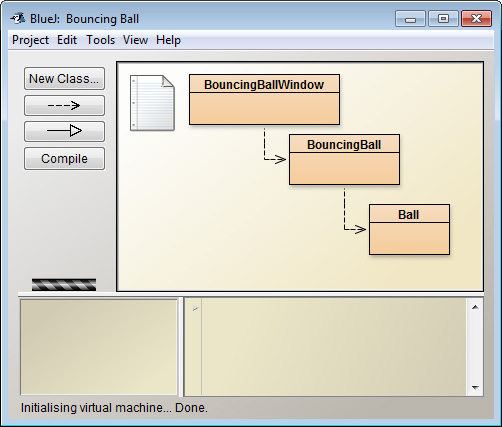 BlueJ: Bouncing Ball
Project Edit Tools View Help
New Class...
Compile
BouncingBallWindow
BouncingBall
Ball
Initialising virtual machine... Done.